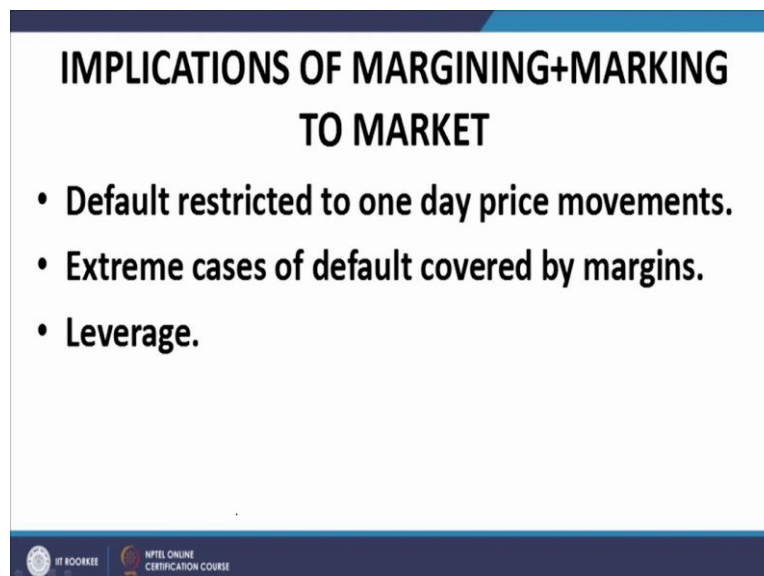 IMPLICATIONS OF MARGINING+MARKING
TO MARKET
• Default restricted to one day price movements.
• Extreme cases of default covered by margins.
• Leverage.
IIT ROORKEE
NPTEL ONLINE
CERTIFICATION COURSE